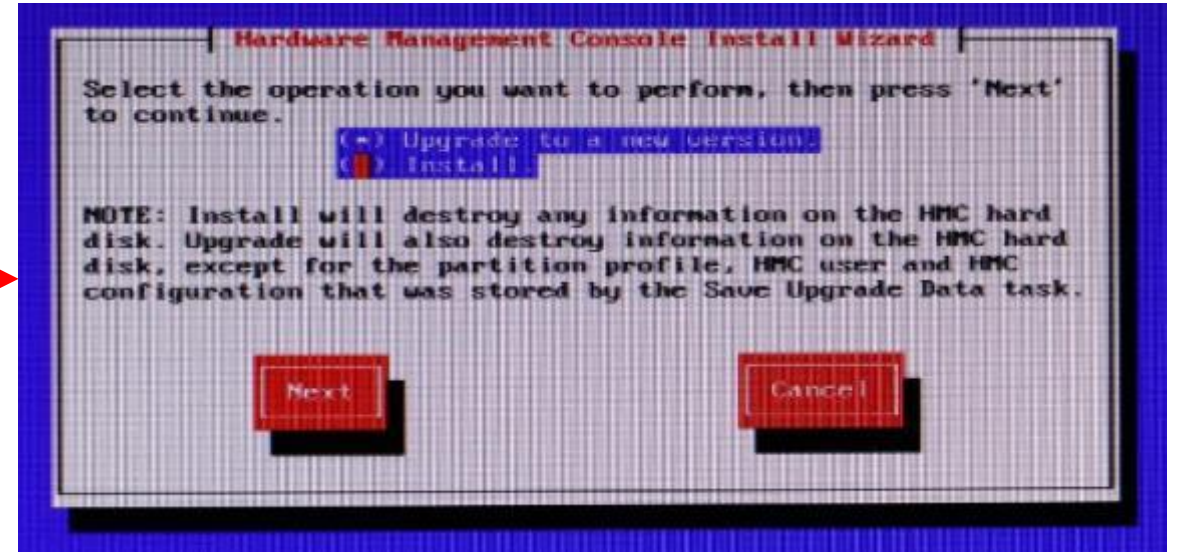 Hardware Management Console Install Wizard
Select the operation you want to perform, then press 'Next'
to continue.
(*) Upgrade to a new version.
( ) Install.
NOTE: Install will destroy any information on the HMC hard
disk. Upgrade will also destroy information on the HMC hard
disk, except for the partition profile, HMC user and HMC
configuration that was stored by the Save Upgrade Data task.
Next Cancel